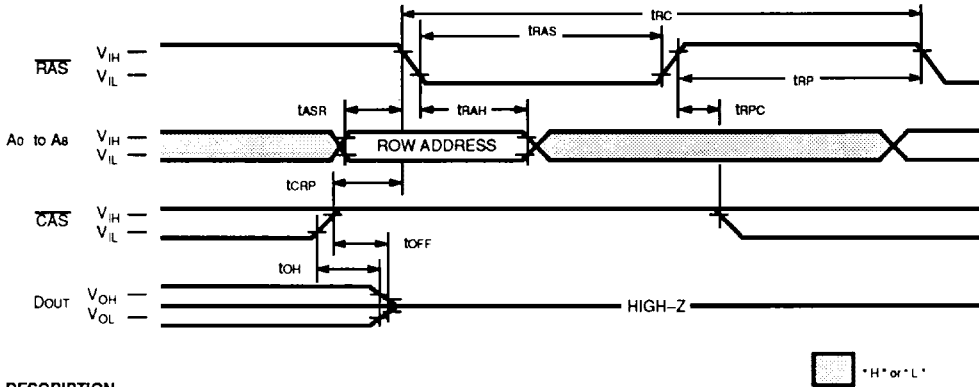 tRC
tRAS
RAS VIH
VIL
tRP
tASR tRAH tRPC
A0 to A8 VIH
VIL
ROW ADDRESS
tCRP
CAS VIH
VIL
tOFF
tOH
DOUT VOH
VOL
HIGH-Z
"H" or "L"
DESCRIPTION